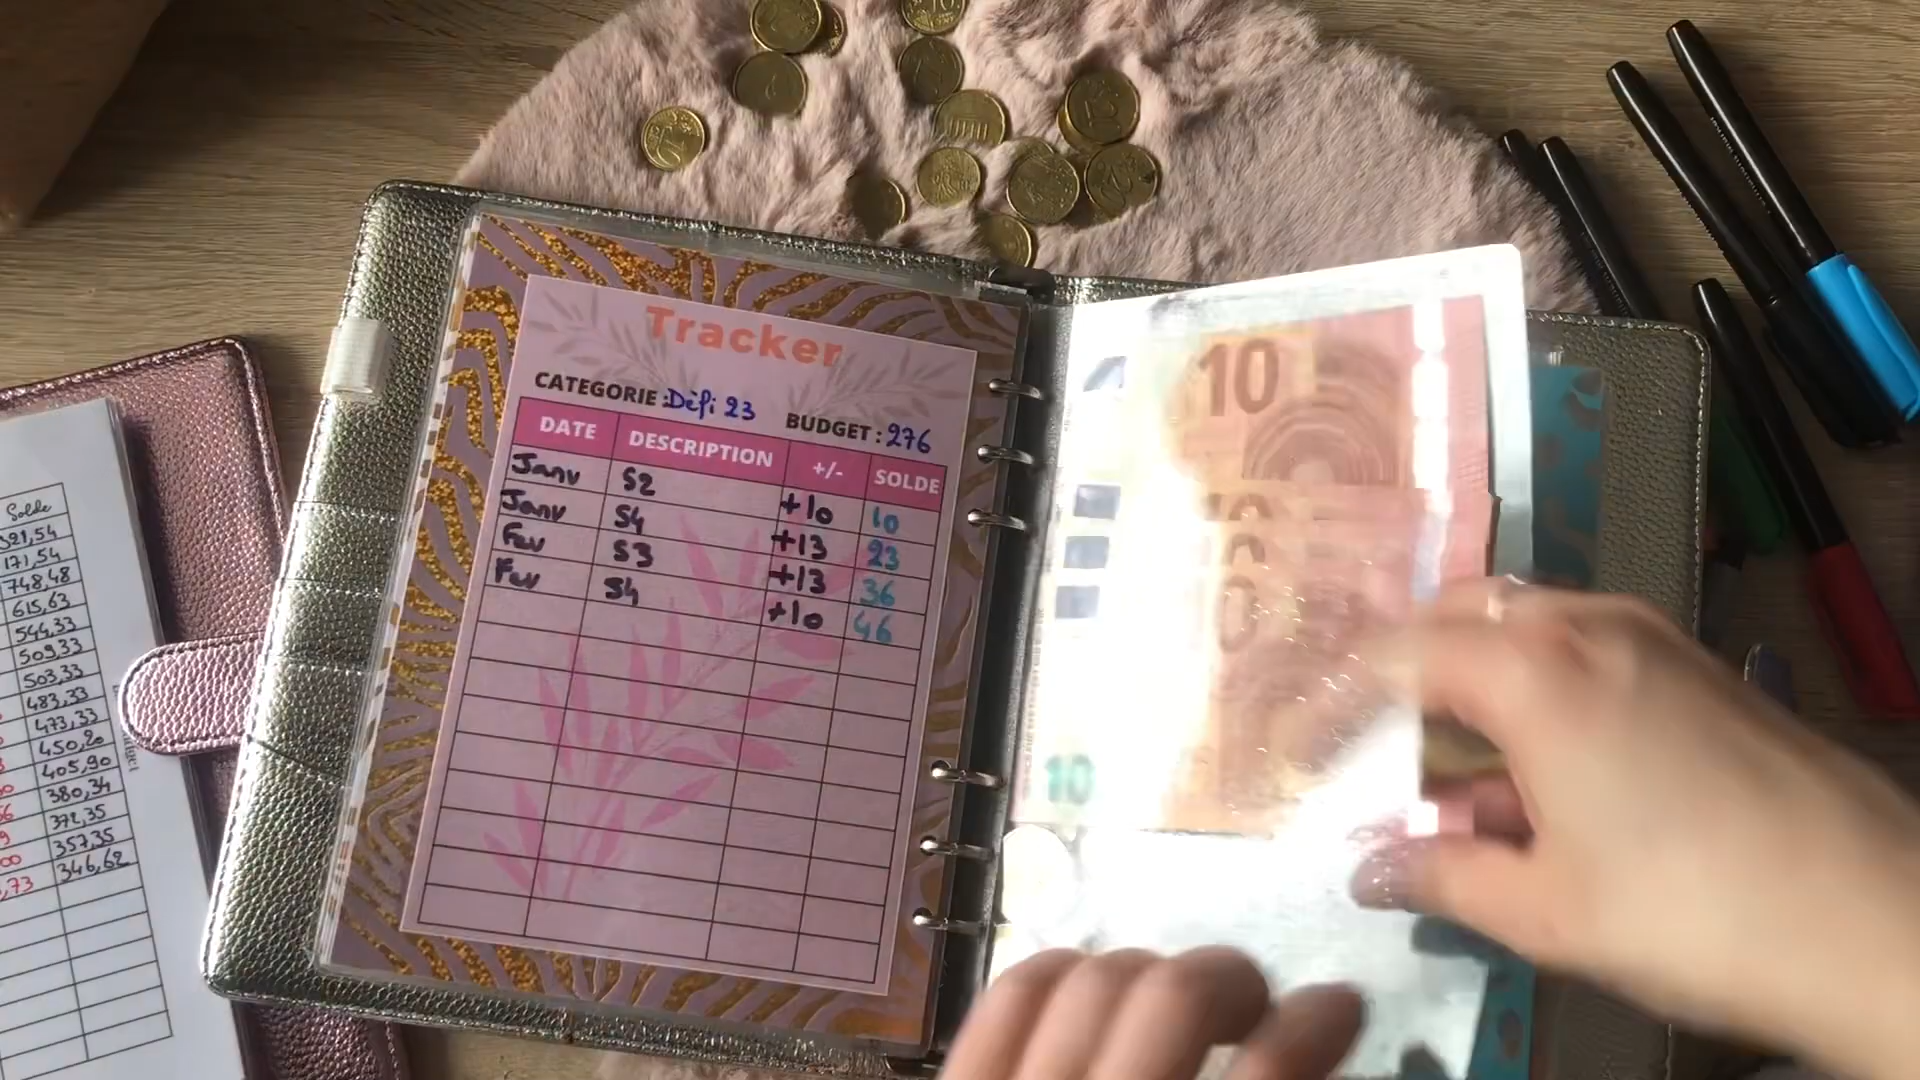 Tracker
CATEGORIE : Défi 23 BUDGET : 276
DATE DESCRIPTION +/- SOLDE
Janv S2 +10 10
Janv S4 +13 23
Fev S3 +13 36
Fev S4 +10 46
Solde
171,54
748,48
615,63
544,33
509,33
503,33
483,33
473,33
450,20
405,90
380,34
372,35
357,35
,73 346,62
10
10
10